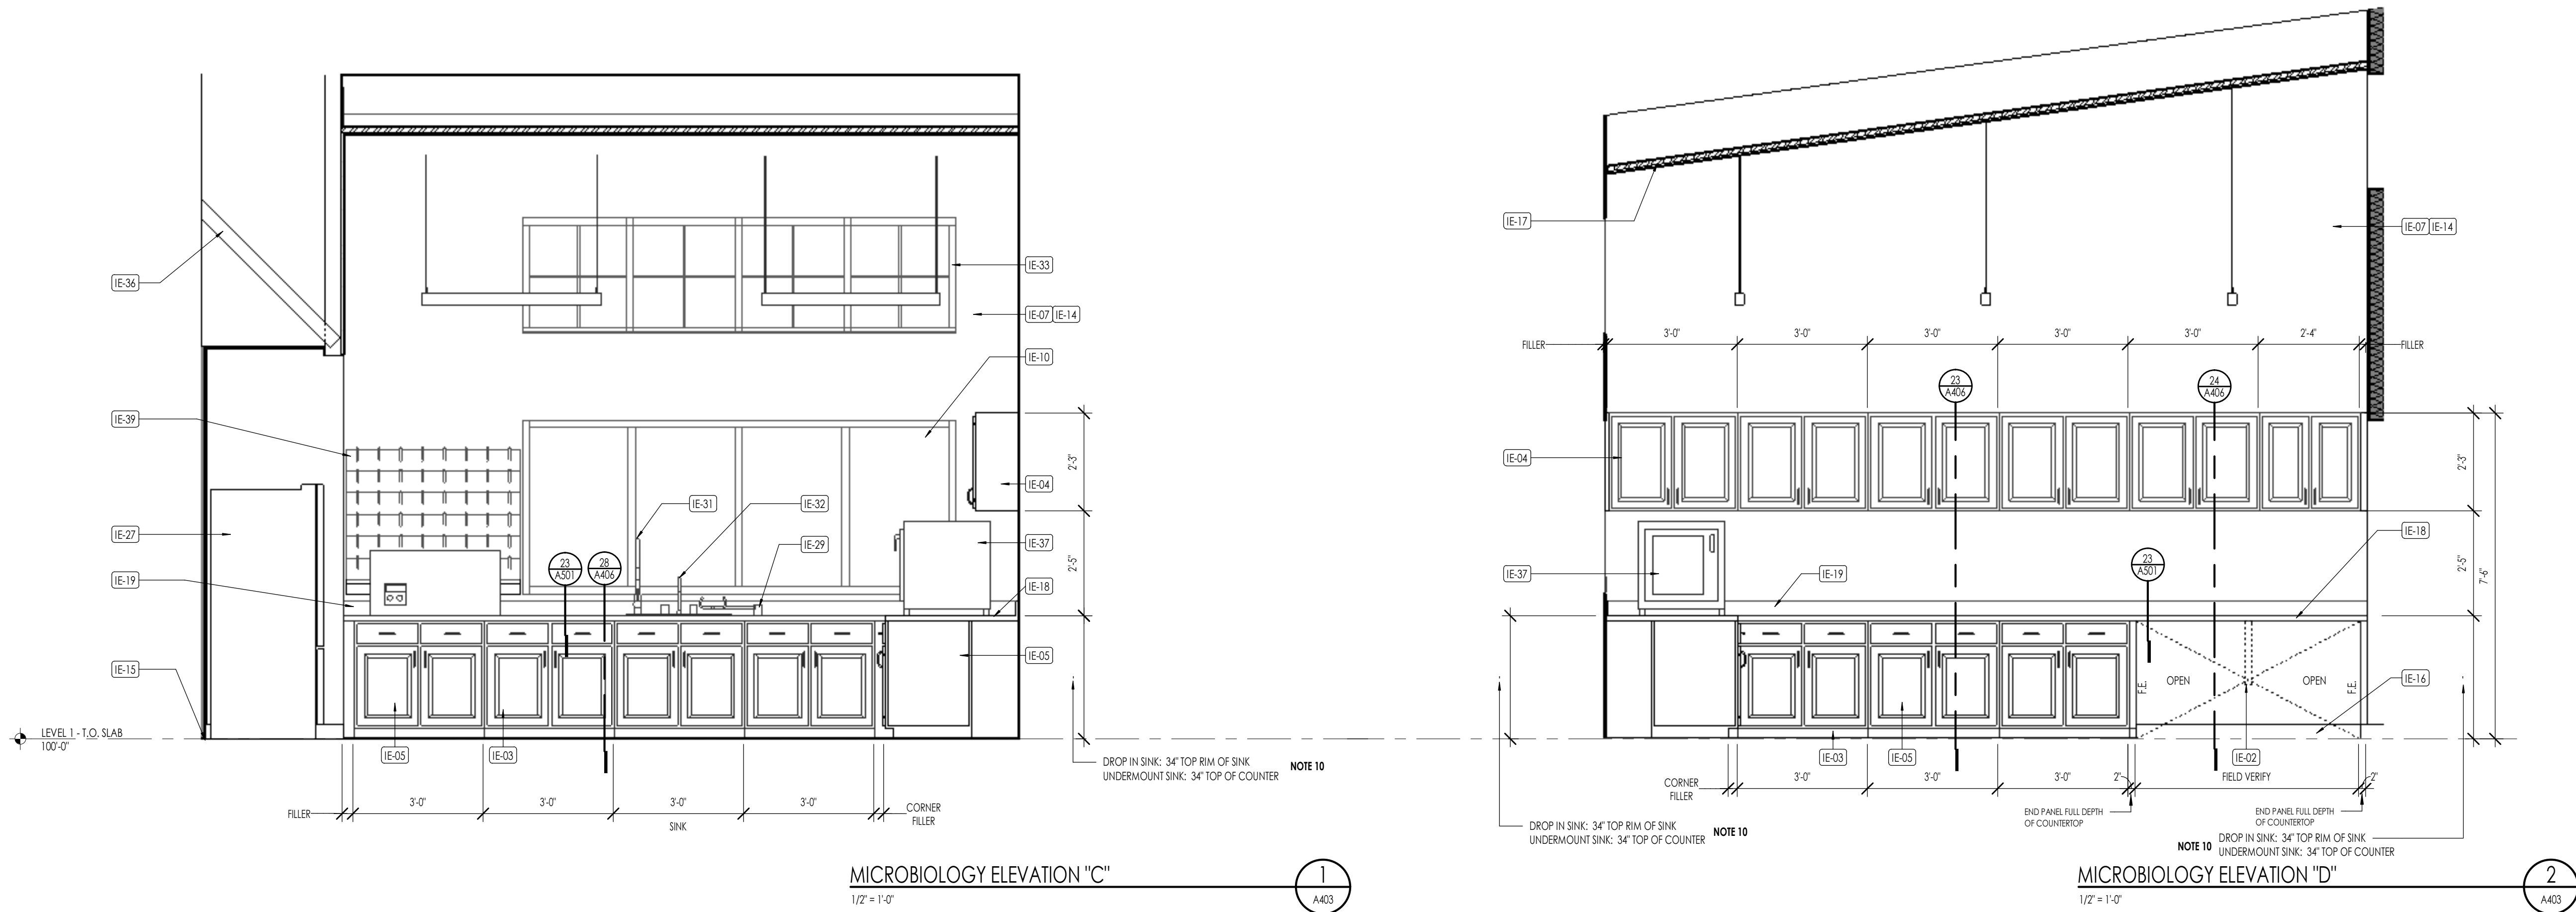 IE-36
IE-39
IE-27
IE-19
IE-15
LEVEL 1 - T.O. SLAB
100'-0"
IE-33
IE-07 IE-14
IE-10
IE-04
IE-31
IE-32
IE-29
IE-37
IE-18
IE-05
23
A501
28
A406
2'-3"
2'-5"
IE-05
IE-03
FILLER
3'-0"
3'-0"
3'-0"
3'-0"
SINK
CORNER
FILLER
DROP IN SINK: 34" TOP RIM OF SINK
UNDERMOUNT SINK: 34" TOP OF COUNTER
NOTE 10
MICROBIOLOGY ELEVATION "C"
1/2" = 1'-0"
1
A403
IE-17
IE-07 IE-14
FILLER
3'-0"
3'-0"
3'-0"
3'-0"
3'-0"
2'-4"
FILLER
23
A406
24
A406
IE-04
IE-37
IE-19
23
A501
IE-18
2'-3"
2'-5"
7'-6"
F.E.
OPEN
OPEN
F.E.
IE-16
IE-03
IE-05
IE-02
CORNER
FILLER
3'-0"
3'-0"
3'-0"
2"
FIELD VERIFY
2"
END PANEL FULL DEPTH
OF COUNTERTOP
END PANEL FULL DEPTH
OF COUNTERTOP
DROP IN SINK: 34" TOP RIM OF SINK
UNDERMOUNT SINK: 34" TOP OF COUNTER
NOTE 10
NOTE 10
DROP IN SINK: 34" TOP RIM OF SINK
UNDERMOUNT SINK: 34" TOP OF COUNTER
MICROBIOLOGY ELEVATION "D"
1/2" = 1'-0"
2
A403